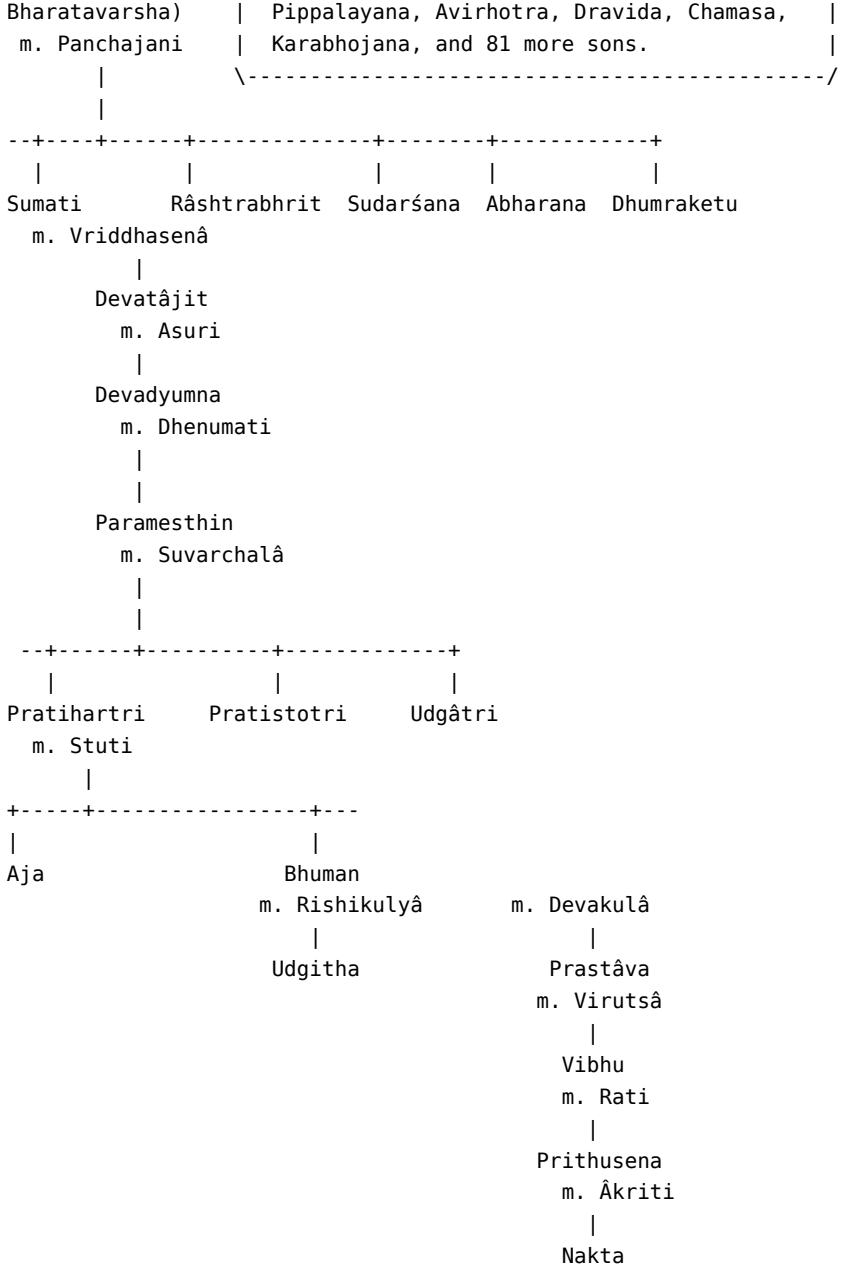 Bharatavarsha)    |  Pippalayana, Avirhotra, Dravida, Chamasa,   |
 m. Panchajani    |  Karabhojana, and 81 more sons.              |
       |          \----------------------------------------------/
       |
--+----+------+--------------+--------+------------+
  |           |              |        |            |
Sumati       Râshtrabhrit  Sudarśana  Abharana  Dhumraketu
  m. Vriddhasenâ
          |
       Devatâjit
         m. Asuri
          |
       Devadyumna
         m. Dhenumati
          |
          |
       Paramesthin
         m. Suvarchalâ
          |
          |
 --+------+----------+-------------+
   |                 |             |
Pratihartri     Pratistotri     Udgâtri
  m. Stuti
      |
+-----+-----------------+---
|                       |
Aja                   Bhuman
                    m. Rishikulyâ       m. Devakulâ
                        |                     |
                     Udgitha               Prastâva
                                          m. Virutsâ
                                              |
                                            Vibhu
                                            m. Rati
                                              |
                                          Prithusena
                                            m. Âkriti
                                              |
                                            Nakta